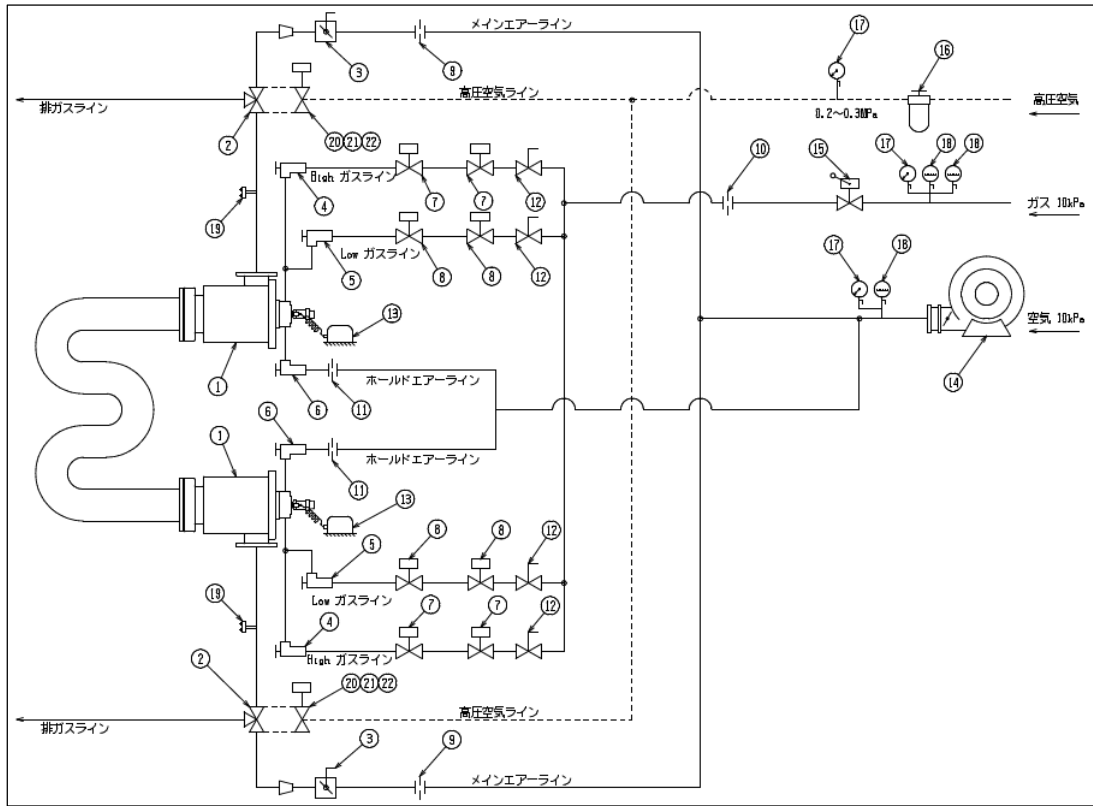 メインエアーライン
③
⑨
⑰
⑯
排ガスライン
高圧空気ライン
0.2～0.3MPa
高圧空気
②
⑳㉑㉒
High ガスライン
④
⑦
⑦
⑫
⑩
⑮
⑰
⑱
⑱
ガス 10kPa
⑲
Low ガスライン
⑤
⑧
⑧
⑫
⑰
⑱
⑬
空気 10kPa
①
⑥
⑪
ホールドエアーライン
⑭
①
⑥
⑪
ホールドエアーライン
⑬
⑤
⑧
⑧
⑫
Low ガスライン
⑲
④
⑦
⑦
⑫
High ガスライン
②
⑳㉑㉒
排ガスライン
高圧空気ライン
③
⑨
メインエアーライン